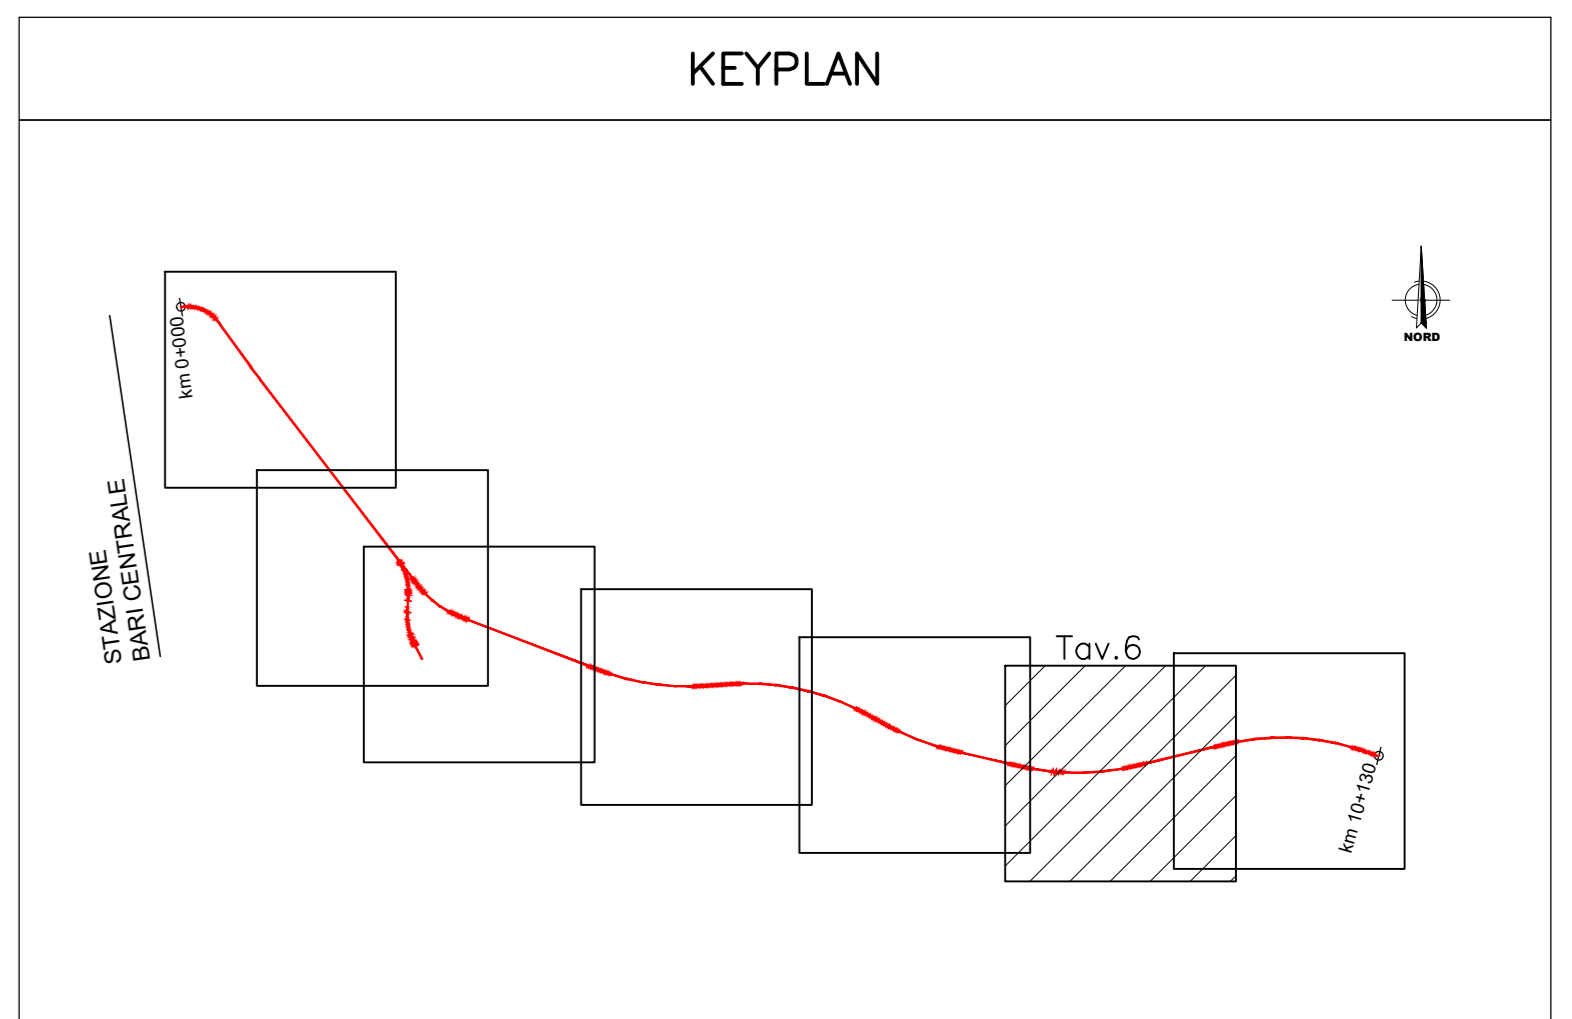 KEYPLAN
km 0+000
STAZIONE
BARI CENTRALE
NORD
Tav.6
km 10+130